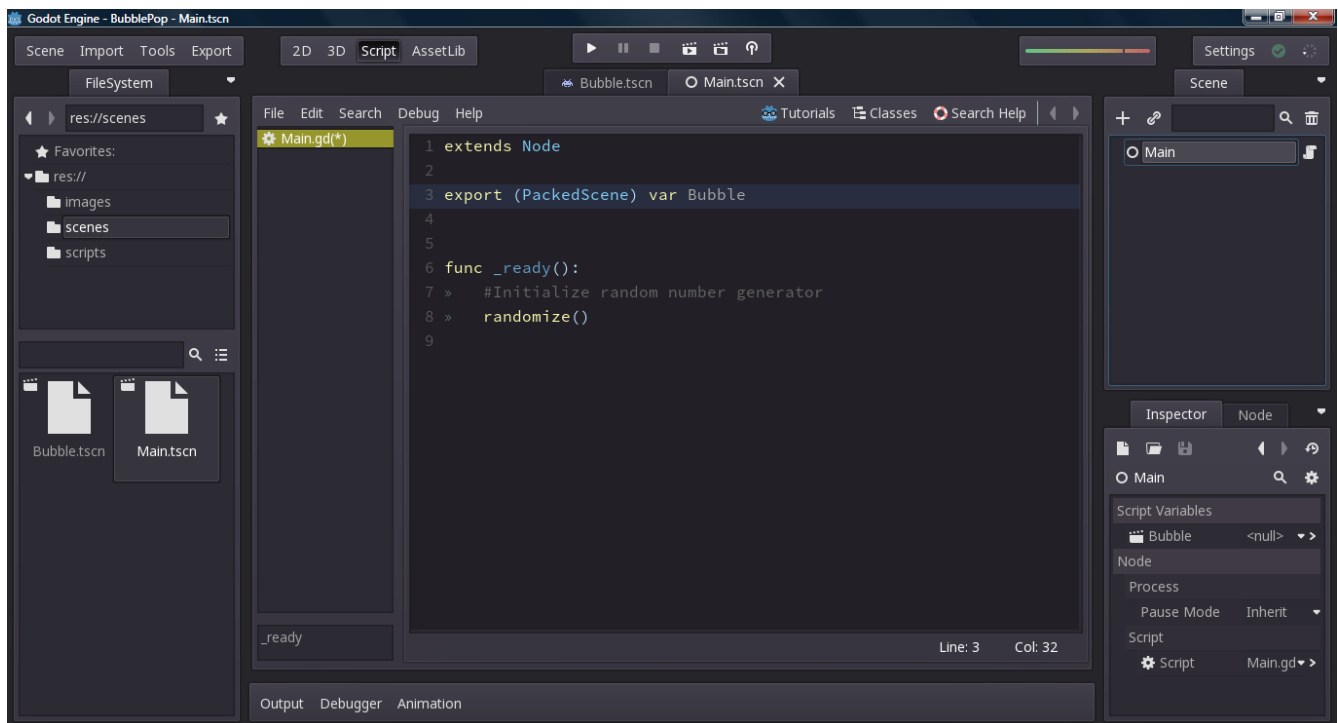 Godot Engine - BubblePop - Main.tscn
Scene Import Tools Export
2D 3D Script AssetLib
Settings
FileSystem
Bubble.tscn
Main.tscn
Scene
res://scenes
File Edit Search Debug Help
Tutorials Classes Search Help
Favorites:
res://
images
scenes
scripts
Main.gd(*)
1 extends Node
2
3 export (PackedScene) var Bubble
4
5
6 func _ready():
7 » #Initialize random number generator
8 » randomize()
9
Main
Bubble.tscn
Main.tscn
_ready
Line: 3 Col: 32
Output Debugger Animation
Inspector Node
Main
Script Variables
Bubble <null>
Node
Process
Pause Mode Inherit
Script
Script Main.gd